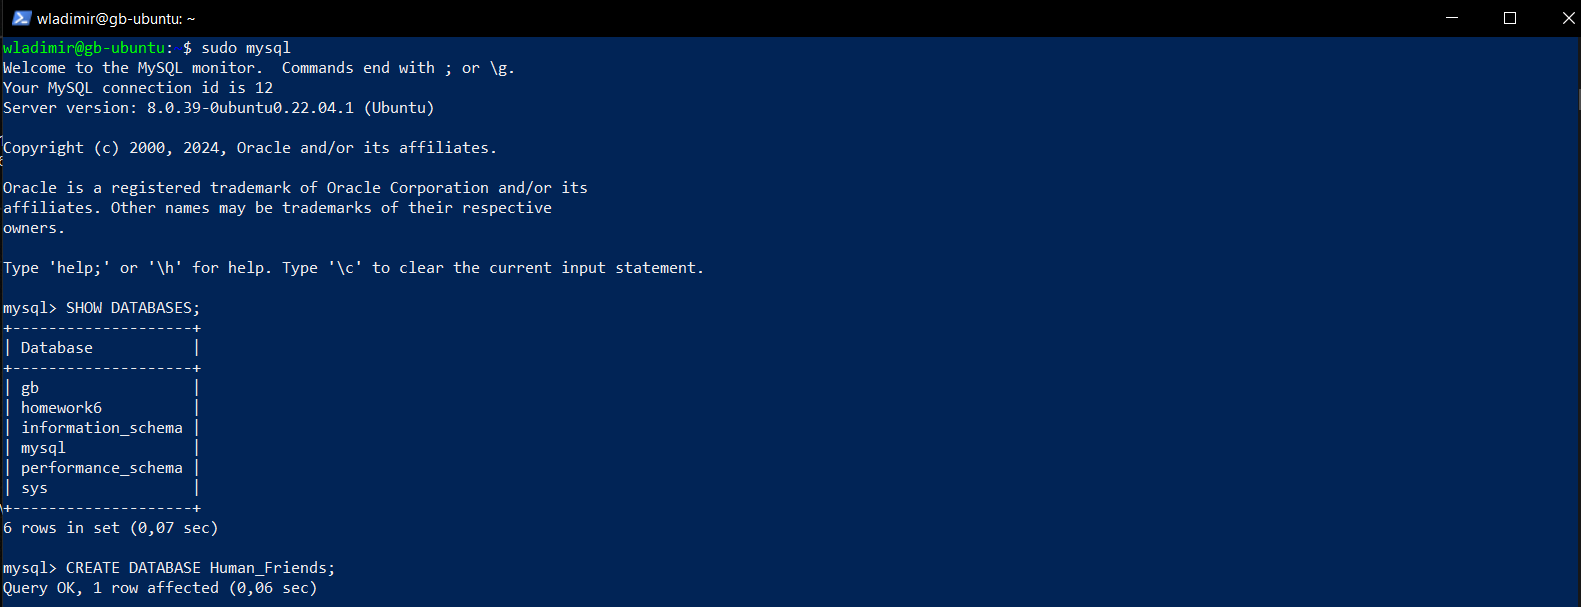 wladimir@gb-ubuntu: ~
wladimir@gb-ubuntu: $ sudo mysql
Welcome to the MySQL monitor.  Commands end with ; or \g.
Your MySQL connection id is 12
Server version: 8.0.39-0ubuntu0.22.04.1 (Ubuntu)
Copyright (c) 2000, 2024, Oracle and/or its affiliates.
Oracle is a registered trademark of Oracle Corporation and/or its
affiliates. Other names may be trademarks of their respective
owners.
Type 'help;' or '\h' for help. Type '\c' to clear the current input statement.
mysql> SHOW DATABASES;
+--------------------+
| Database           |
+--------------------+
| gb                 |
| homework6          |
| information_schema |
| mysql              |
| performance_schema |
| sys                |
+--------------------+
6 rows in set (0,07 sec)
mysql> CREATE DATABASE Human_Friends;
Query OK, 1 row affected (0,06 sec)